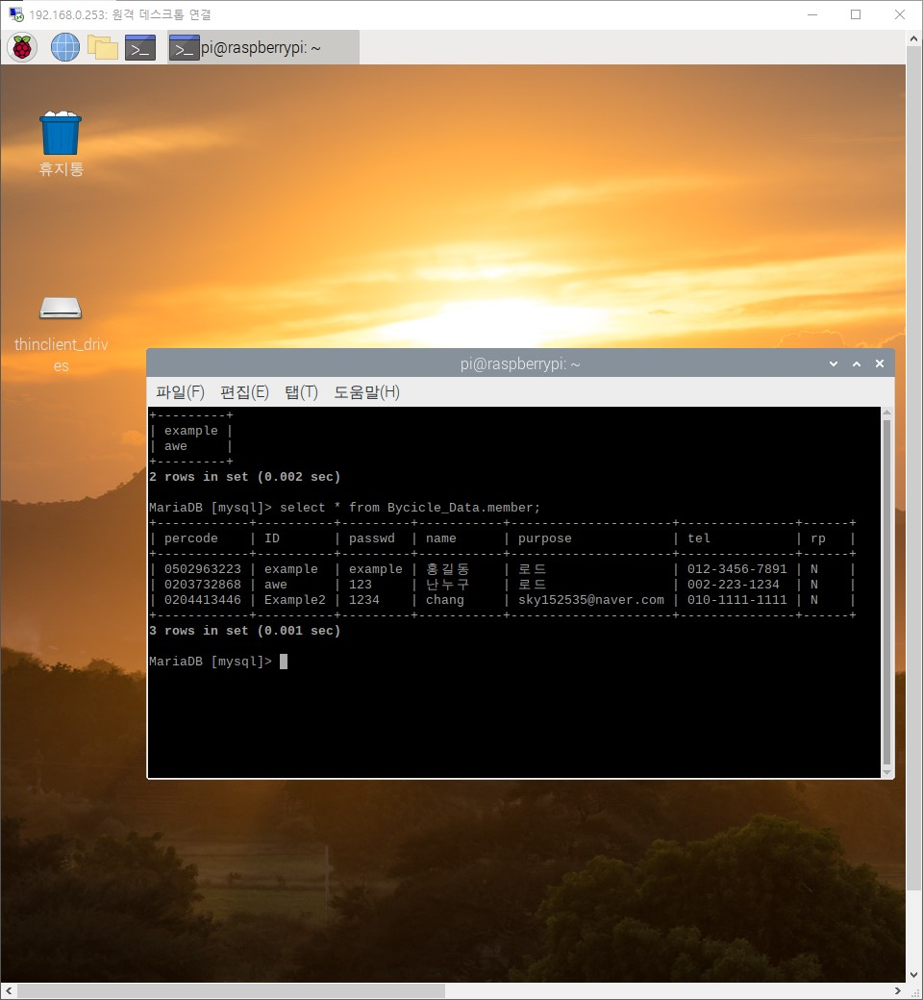 192.168.0.253: 원격 데스크톱 연결
pi@raspberrypi: ~
휴지통
thinclient_driv
es
pi@raspberrypi: ~
파일(F) 편집(E) 탭(T) 도움말(H)
+---------+
| example |
| awe     |
+---------+
2 rows in set (0.002 sec)
MariaDB [mysql]> select * from Bycicle_Data.member;
+------------+----------+---------+-----------+---------------------+---------------+------+
| percode    | ID       | passwd  | name      | purpose             | tel           | rp   |
+------------+----------+---------+-----------+---------------------+---------------+------+
| 0502963223 | example  | example | 홍길동    | 로드                | 012-3456-7891 | N    |
| 0203732868 | awe      | 123     | 난누구    | 로드                | 002-223-1234  | N    |
| 0204413446 | Example2 | 1234    | chang     | sky152535@naver.com | 010-1111-1111 | N    |
+------------+----------+---------+-----------+---------------------+---------------+------+
3 rows in set (0.001 sec)
MariaDB [mysql]>